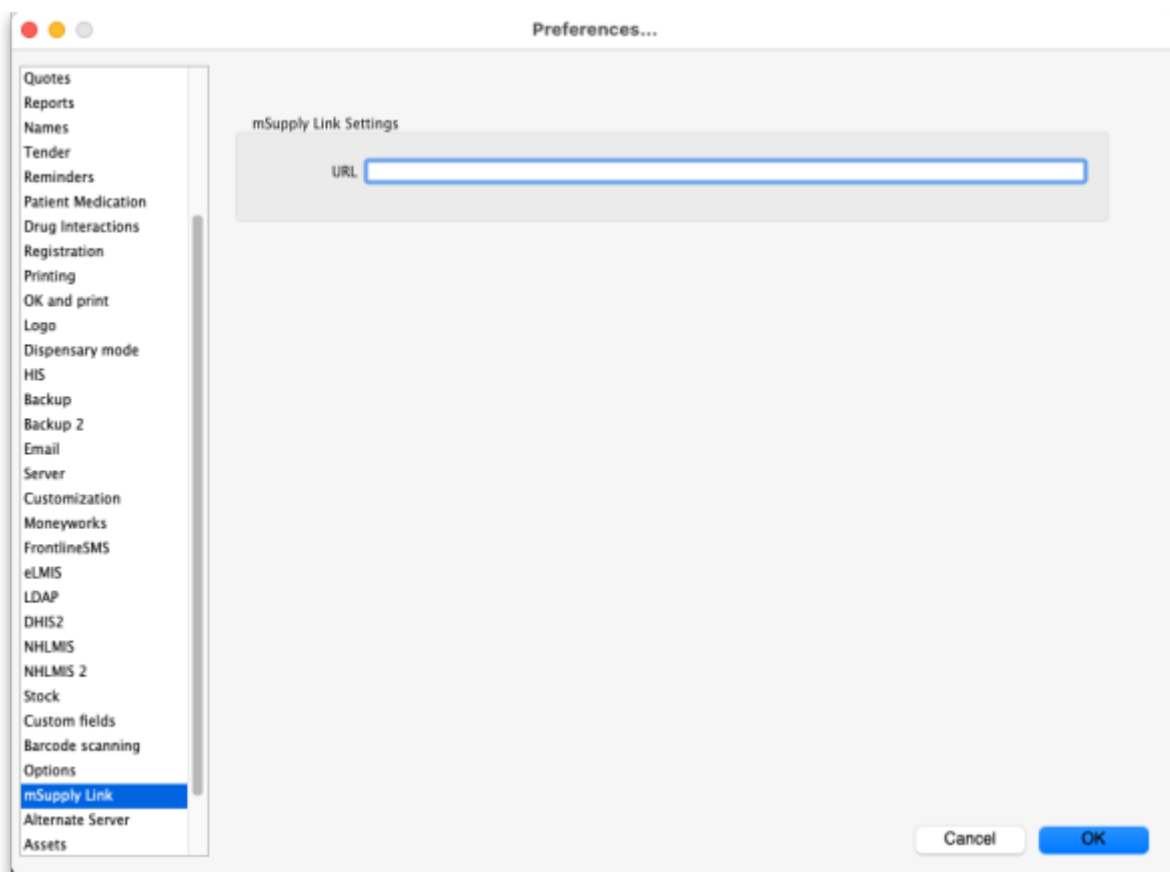 Preferences...
Quotes
Reports
Names
Tender
Reminders
Patient Medication
Drug Interactions
Registration
Printing
OK and print
Logo
Dispensary mode
HIS
Backup
Backup 2
Email
Server
Customization
Moneyworks
FrontlineSMS
eLMIS
LDAP
DHIS2
NHLMIS
NHLMIS 2
Stock
Custom fields
Barcode scanning
Options
mSupply Link
Alternate Server
Assets
mSupply Link Settings
URL
Cancel
OK